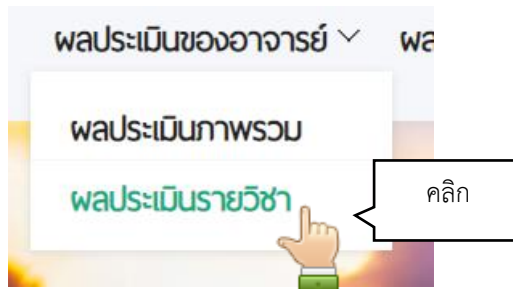 ผลประเมินของอาจารย์ ผล
ผลประเมินภาพรวม
ผลประเมินรายวิชา
คลิก